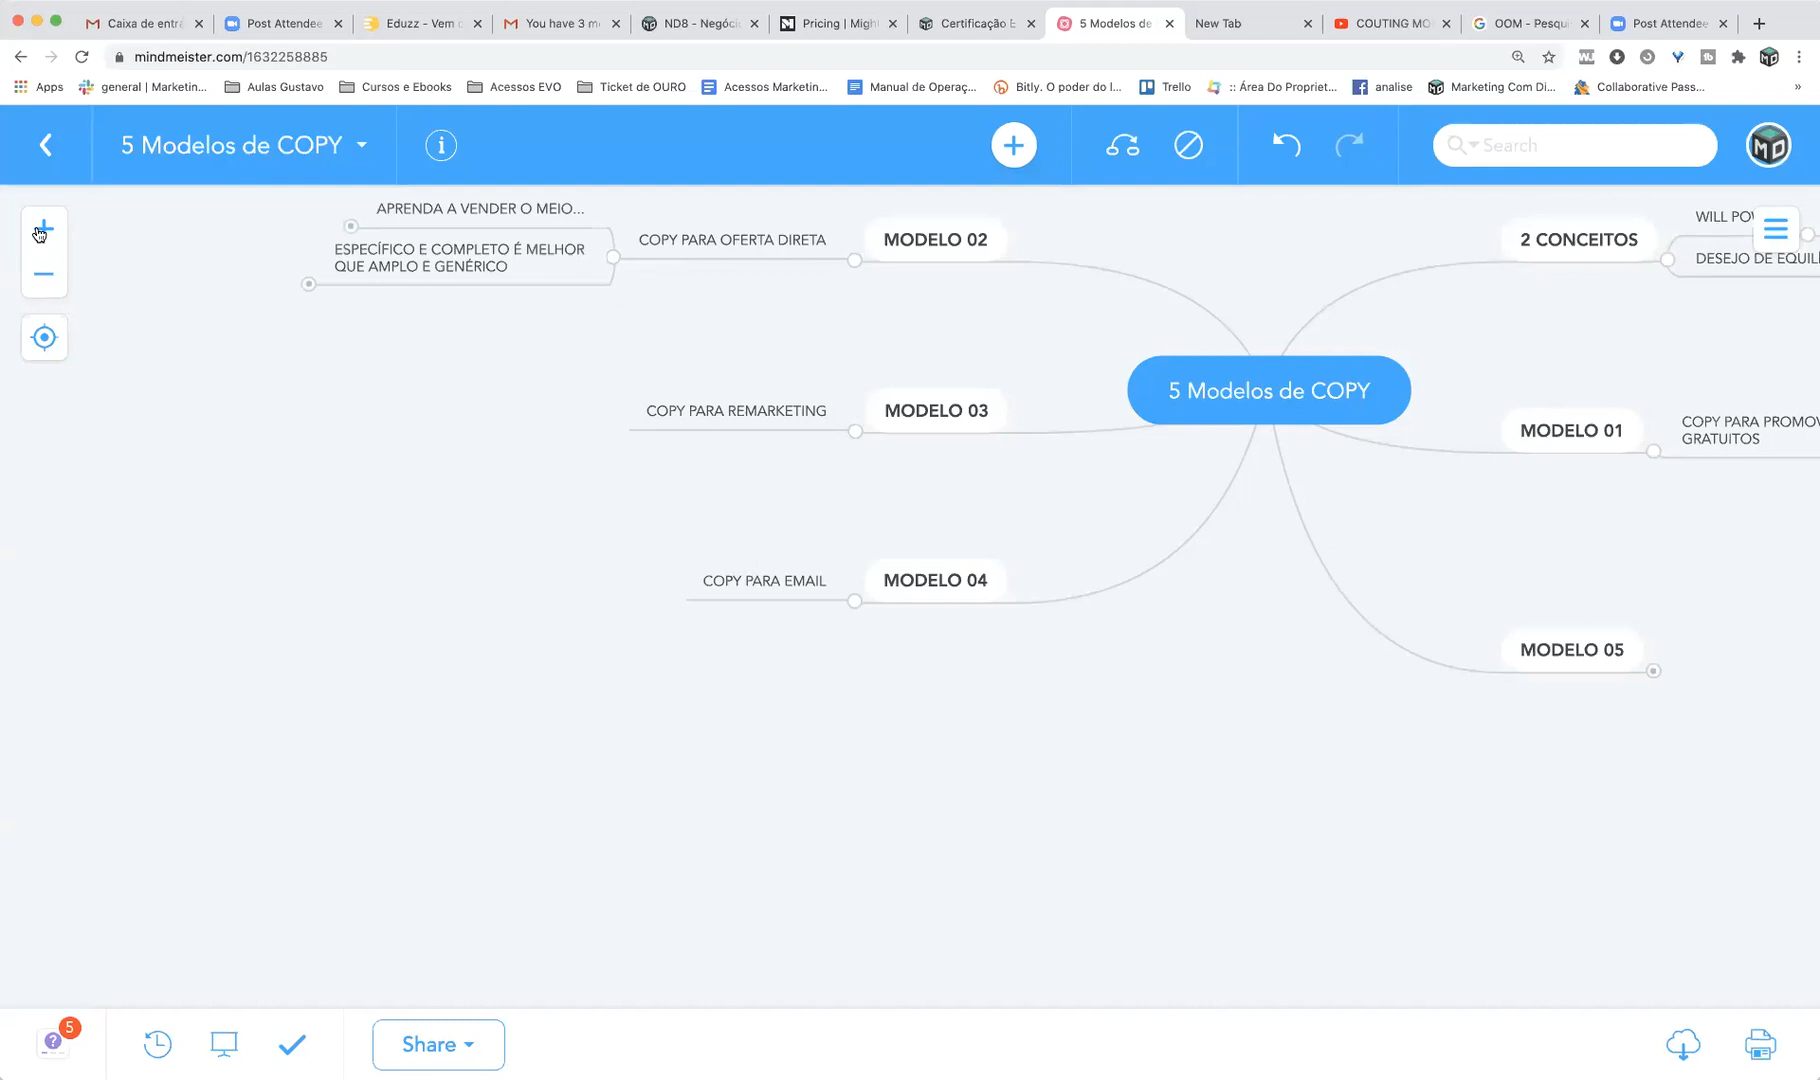 Caixa de entra
Post Attendee
Eduzz - Vem c
You have 3 m
ND8 - Negóci
Pricing | Migh
Certificação E
5 Modelos de
New Tab
COUTING MO
OOM - Pesqui
Post Attendee
mindmeister.com/1632258885
Apps
general | Marketin...
Aulas Gustavo
Cursos e Ebooks
Acessos EVO
Ticket de OURO
Acessos Marketin...
Manual de Operaç...
Bitly. O poder do l...
Trello
:: Área Do Propriet...
analise
Marketing Com Di...
Collaborative Pass...
»
5 Modelos de COPY
Search
MD
APRENDA A VENDER O MEIO...
ESPECÍFICO E COMPLETO É MELHOR
QUE AMPLO E GENÉRICO
COPY PARA OFERTA DIRETA
MODELO 02
2 CONCEITOS
WILL POW
DESEJO DE EQUILÍ
COPY PARA REMARKETING
MODELO 03
5 Modelos de COPY
MODELO 01
COPY PARA PROMOV
GRATUITOS
COPY PARA EMAIL
MODELO 04
MODELO 05
5
Share